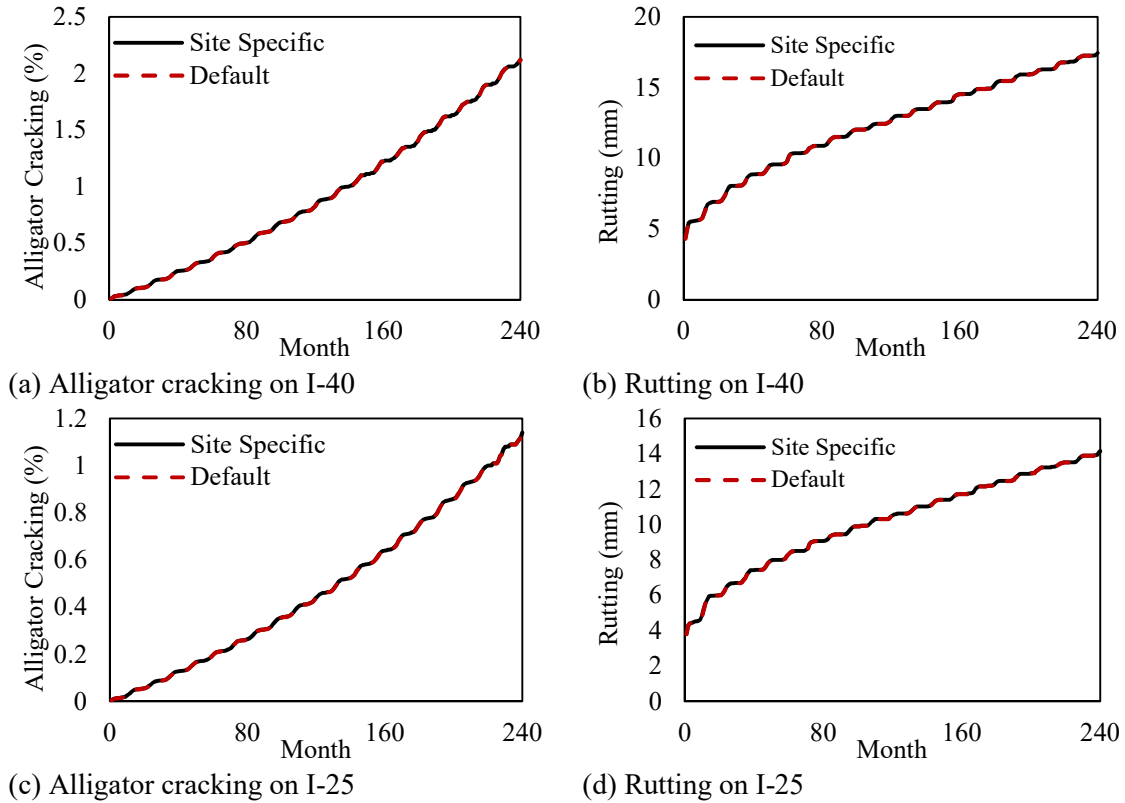 2.5
2
1.5
1
0.5
0
Alligator Cracking (%)
Site Specific
Default
0
80
160
240
Month
(a) Alligator cracking on I-40
20
15
10
5
0
Rutting (mm)
Site Specific
Default
0
80
160
240
Month
(b) Rutting on I-40
1.2
1
0.8
0.6
0.4
0.2
0
Alligator Cracking (%)
Site Specific
Default
0
80
160
240
Month
(c) Alligator cracking on I-25
16
14
12
10
8
6
4
2
0
Rutting (mm)
Site Specific
Default
0
80
160
240
Month
(d) Rutting on I-25